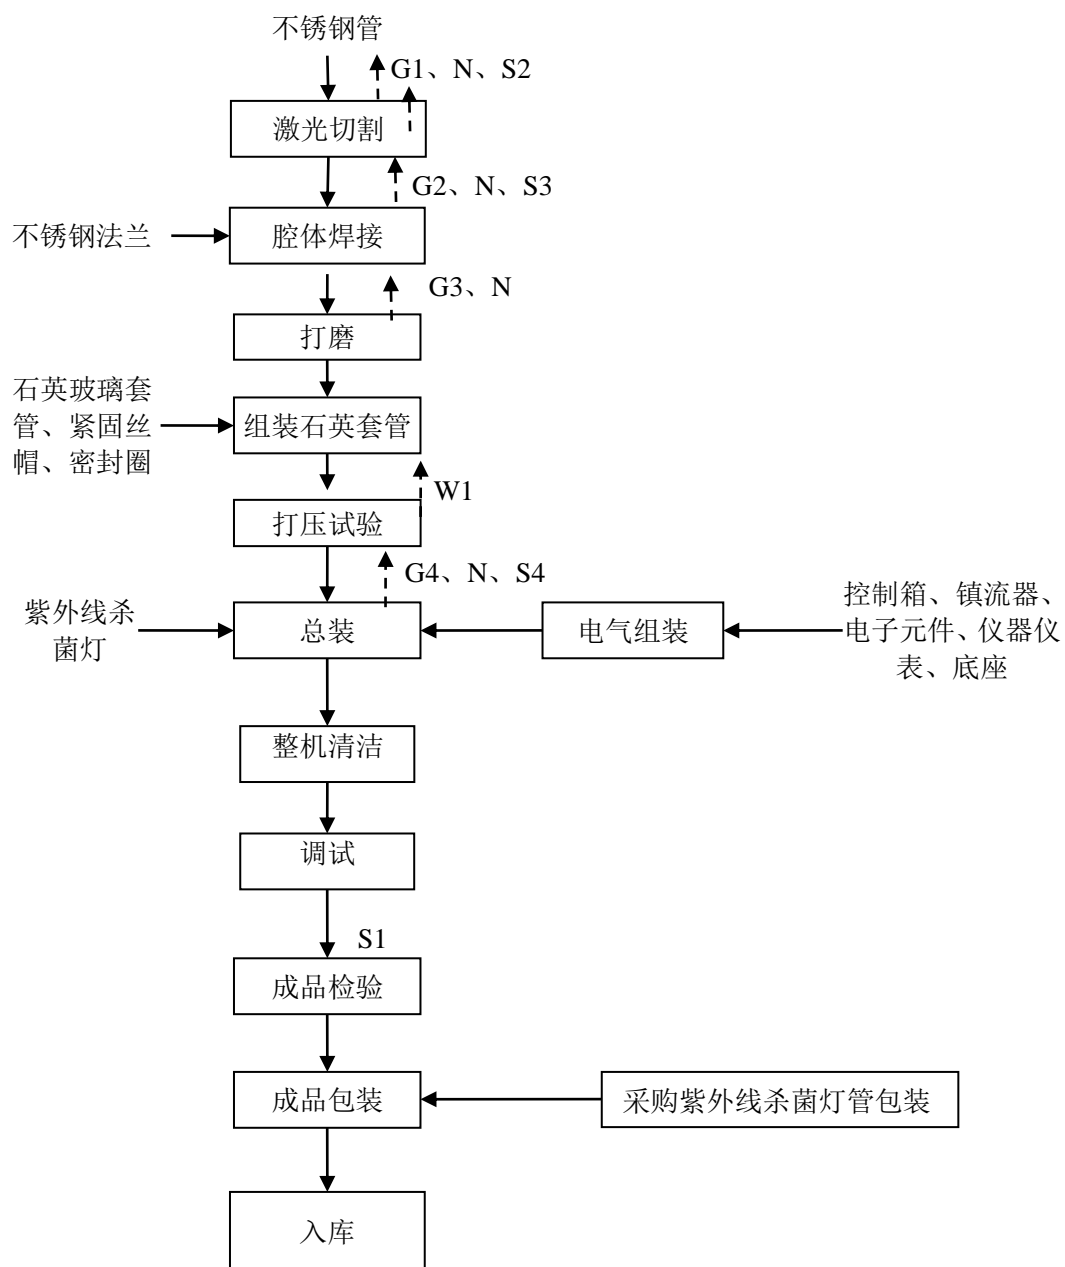 不锈钢管
G1、N、S2
激光切割
G2、N、S3
不锈钢法兰
腔体焊接
G3、N
打磨
石英玻璃套
管、紧固丝
帽、密封圈
组装石英套管
W1
打压试验
G4、N、S4
紫外线杀
菌灯
总装
电气组装
控制箱、镇流器、
电子元件、仪器仪
表、底座
整机清洁
调试
S1
成品检验
成品包装
采购紫外线杀菌灯管包装
入库